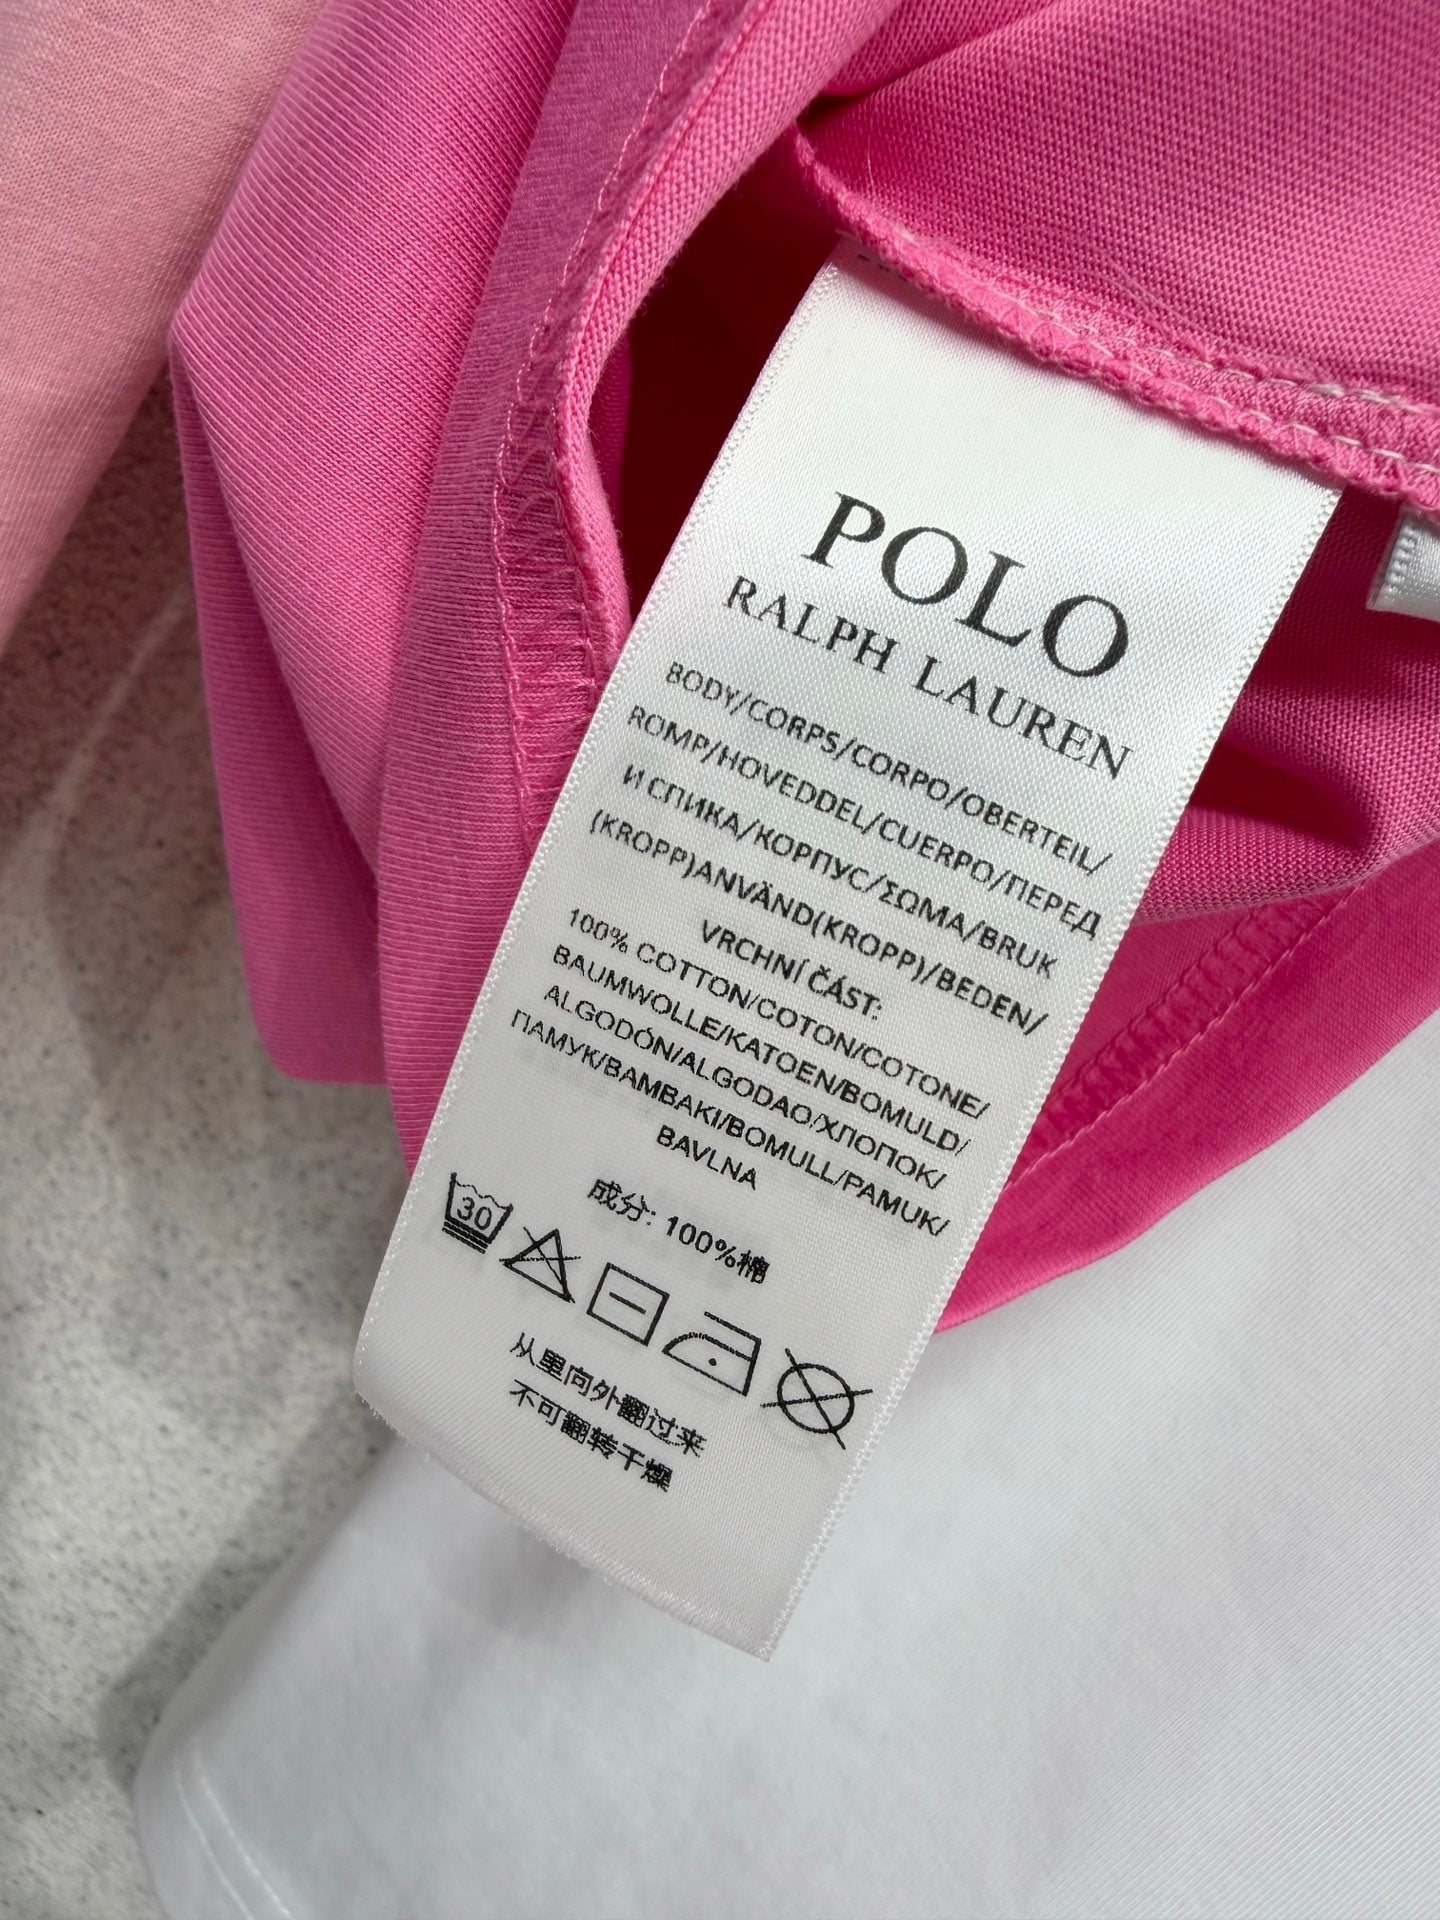 POLO
RALPH LAUREN
BODY/CORPS/CORPO/OBERTEIL/
ROMP/HOVEDDEL/CUERPO/ПЕРЕД
И СПИКА/КОРПУС/ΣΩΜΑ/BRUK
(KROPP)ANVÄND(KROPP)/BEDEN/
VRCHNÍ ČÁST:
100% COTTON/COTON/COTONE/
BAUMWOLLE/KATOEN/BOMULD/
ALGODÓN/ALGODAO/ХЛОПОК/
ПАМУК/BAMBAKI/BOMULL/PAMUK/
BAVLNA
成分: 100%棉
30
从里向外翻过来
不可翻转干燥